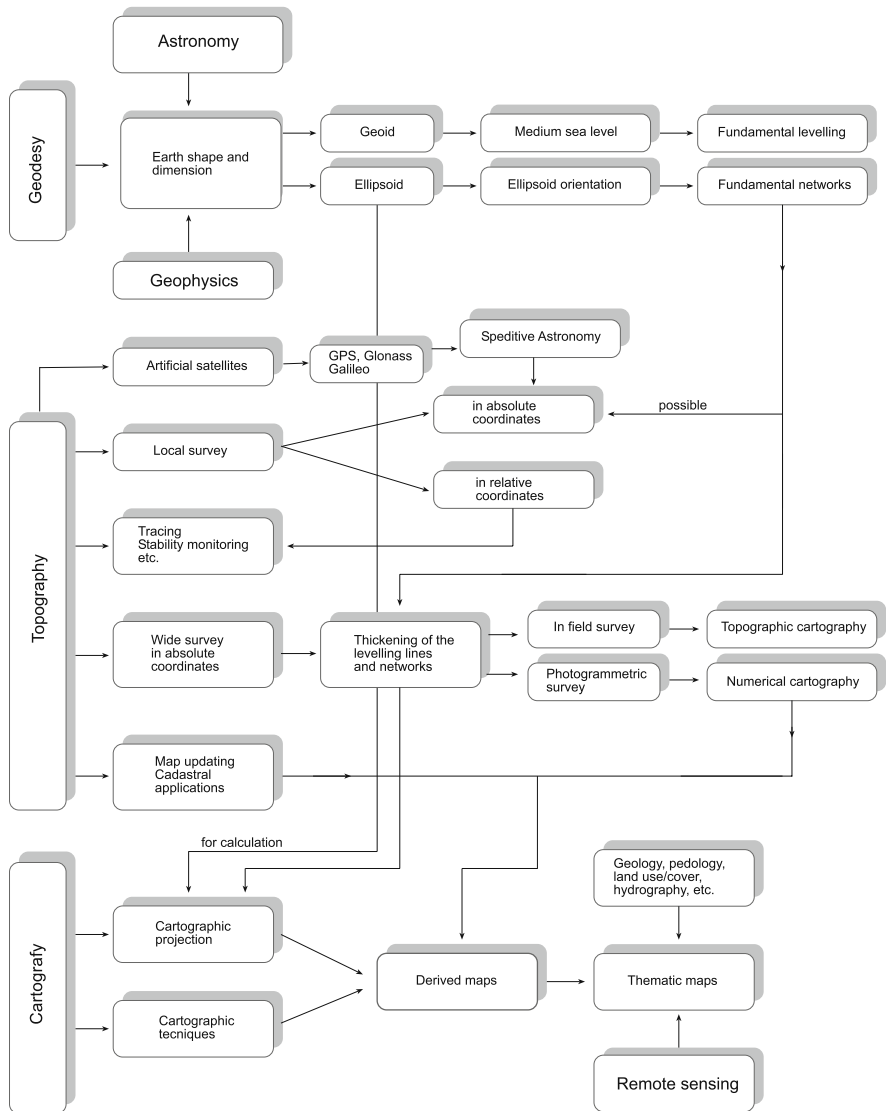 Astronomy
Geodesy
Earth shape and
dimension
Geoid
Medium sea level
Fundamental levelling
Ellipsoid
Ellipsoid orientation
Fundamental networks
Geophysics
Topography
Artificial satellites
GPS, Glonass
Galileo
Speditive Astronomy
in absolute
coordinates
possible
Local survey
in relative
coordinates
Tracing
Stability monitoring
etc.
Wide survey
in absolute
coordinates
Thickening of the
levelling lines
and networks
In field survey
Topographic cartography
Photogrammetric
survey
Numerical cartography
Map updating
Cadastral
applications
for calculation
Cartografy
Cartographic
projection
Cartographic
tecniques
Derived maps
Geology, pedology,
land use/cover,
hydrography, etc.
Thematic maps
Remote sensing